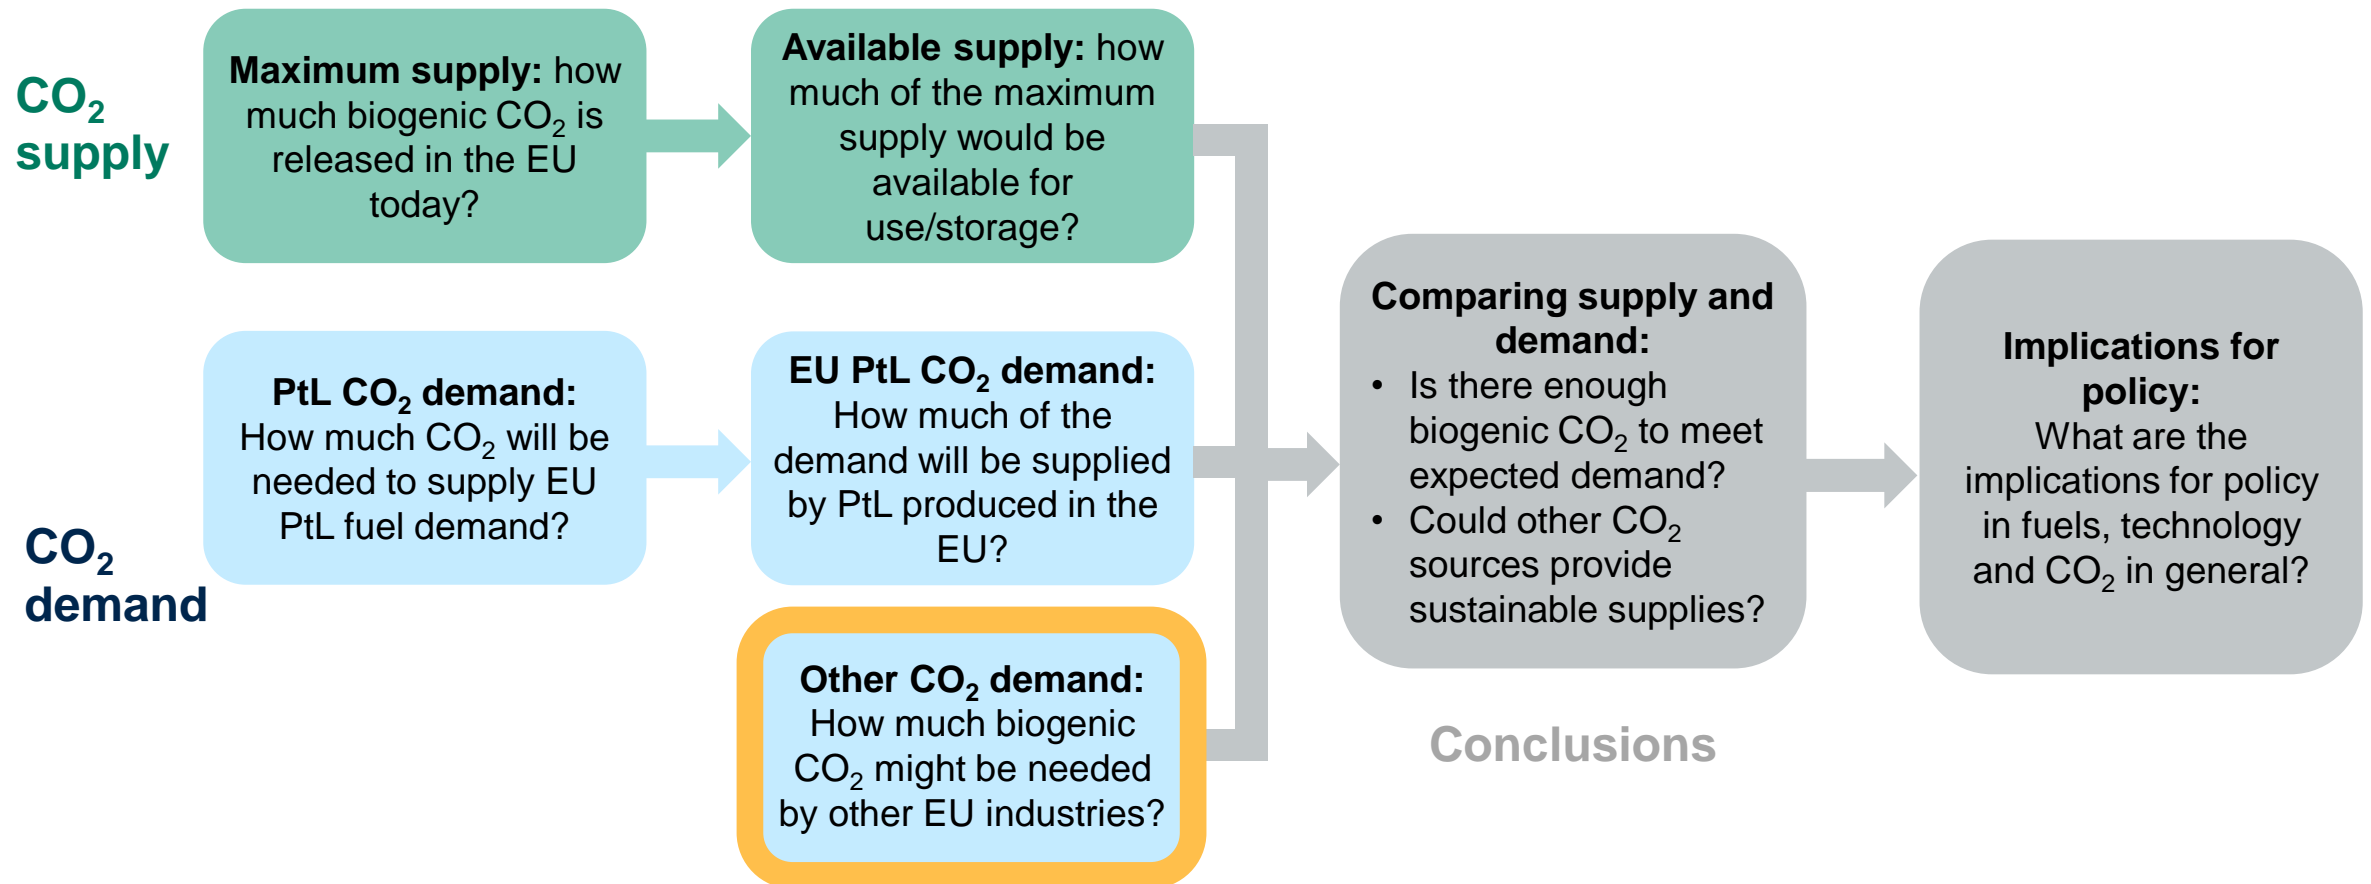 CO₂
supply
Maximum supply: how
much biogenic CO₂ is
released in the EU
today?
Available supply: how
much of the maximum
supply would be
available for
use/storage?
CO₂
demand
PtL CO₂ demand:
How much CO₂ will be
needed to supply EU
PtL fuel demand?
EU PtL CO₂ demand:
How much of the
demand will be supplied
by PtL produced in the
EU?
Other CO₂ demand:
How much biogenic
CO₂ might be needed
by other EU industries?
Comparing supply and
demand:
• Is there enough
biogenic CO₂ to meet
expected demand?
• Could other CO₂
sources provide
sustainable supplies?
Implications for
policy:
What are the
implications for policy
in fuels, technology
and CO₂ in general?
Conclusions